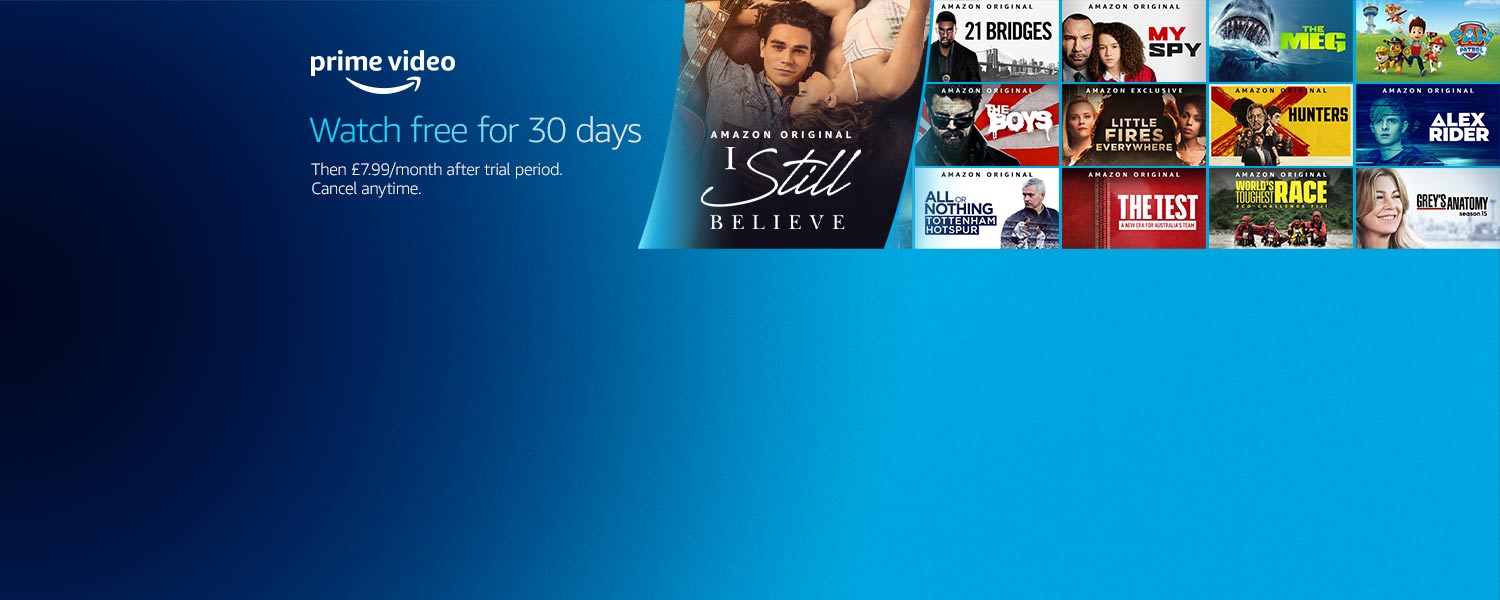 prime video
Watch free for 30 days
Then £7.99/month after trial period.
Cancel anytime.
AMAZON ORIGINAL
I Still
BELIEVE
AMAZON ORIGINAL
21 BRIDGES
AMAZON ORIGINAL
MY
SPY
THE
MEG
PAW
PATROL
AMAZON ORIGINAL
THE
BOYS
AMAZON EXCLUSIVE
LITTLE
FIRES
EVERYWHERE
AMAZON ORIGINAL
HUNTERS
AMAZON ORIGINAL
ALEX
RIDER
AMAZON ORIGINAL
ALL OR
NOTHING
TOTTENHAM
HOTSPUR
AMAZON ORIGINAL
THE TEST
A NEW ERA FOR AUSTRALIA'S TEAM
AMAZON ORIGINAL
WORLD'S
TOUGHEST RACE
ECO-CHALLENGE FIJI
GREY'S ANATOMY
season 15